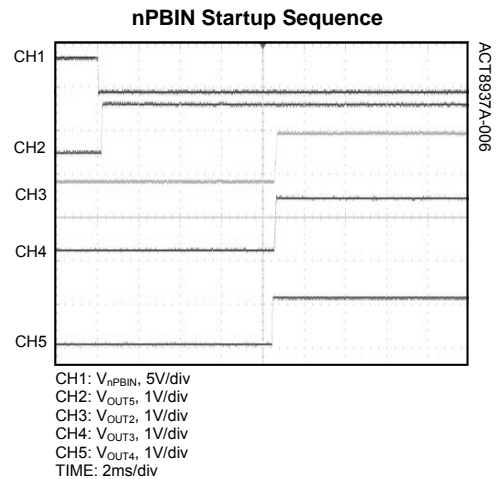 nPBIN Startup Sequence
CH1
CH2
CH3
CH4
CH5
ACT8937A-006
CH1: VnPBIN, 5V/div
CH2: VOUT5, 1V/div
CH3: VOUT2, 1V/div
CH4: VOUT3, 1V/div
CH5: VOUT4, 1V/div
TIME: 2ms/div